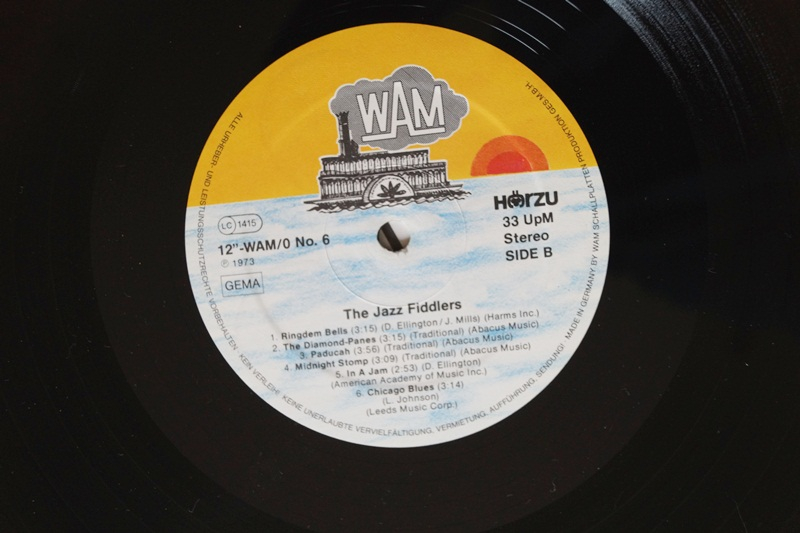 WAM
HÖRZU
33 UpM
Stereo
SIDE B
LC 1415
12"-WAM/0 No. 6
℗ 1973
GEMA
The Jazz Fiddlers
1. Ringdem Bells (3:15) (D. Ellington/J. Mills) (Harms Inc.)
2. The Diamond-Panes (3:15) (Traditional) (Abacus Music)
3. Paducah (3:56) (Traditional) (Abacus Music)
4. Midnight Stomp (3:09) (Traditional) (Abacus Music)
5. In A Jam (2:53) (D. Ellington)
(American Academy of Music Inc.)
6. Chicago Blues (3:14)
(L. Johnson)
(Leeds Music Corp.)
ALLE URHEBER- UND LEISTUNGSSCHUTZRECHTE VORBEHALTEN · KEIN VERLEIH! KEINE UNERLAUBTE VERVIELFÄLTIGUNG, VERMIETUNG, AUFFÜHRUNG, SENDUNG!
MADE IN GERMANY BY WAM SCHALLPLATTEN PRODUKTION GES.M.B.H.